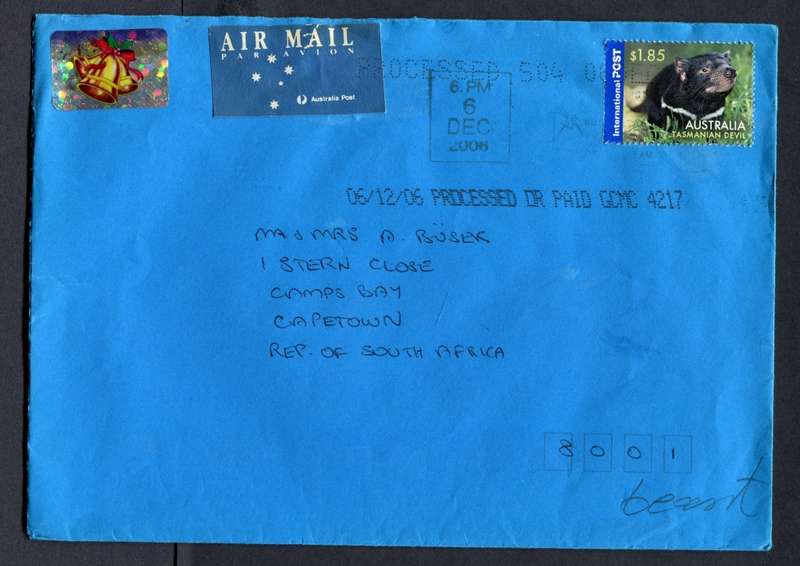 AIR MAIL
PAR AVION
Australia Post
PROCESSED 504
6. PM
6
DEC
2006
International POST
$1.85
AUSTRALIA
TASMANIAN DEVIL
06/12/06 PROCESSED OR PAID GCMC 4217
MR & MRS A. BÜSEK
1 STERN CLOSE
CAMPS BAY
CAPETOWN
REP. OF SOUTH AFRICA
8001